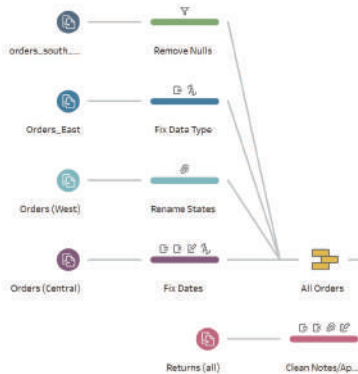 orders_south_...
Remove Nulls
Orders_East
Fix Data Type
Orders (West)
Rename States
Orders (Central)
Fix Dates
All Orders
Returns (all)
Clean Notes/Ap...